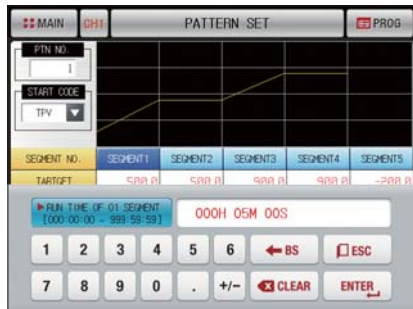 MAIN CH1 PATTERN SET PROG
PTN NO.
1
START CODE
TPV
SEGMENT NO. SEGMENT1 SEGMENT2 SEGMENT3 SEGMENT4 SEGMENT5
TARTGET 500.0 500.0 900.0 900.0 -200.0
▶RUN TIME OF 01 SEGMENT
[000:00:00 ~ 999:59:59]
000H 05M 00S
1 2 3 4 5 6 BS ESC
7 8 9 0 . +/- CLEAR ENTER